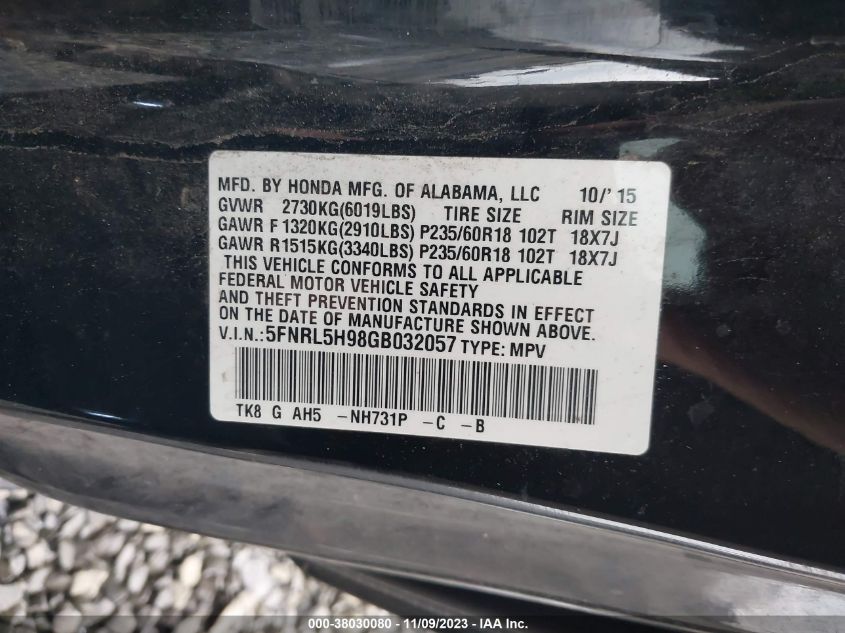 MFD. BY HONDA MFG. OF ALABAMA, LLC 10/'15
GVWR 2730KG(6019LBS) TIRE SIZE RIM SIZE
GAWR F 1320KG(2910LBS) P235/60R18 102T 18X7J
GAWR R1515KG(3340LBS) P235/60R18 102T 18X7J
THIS VEHICLE CONFORMS TO ALL APPLICABLE
FEDERAL MOTOR VEHICLE SAFETY
AND THEFT PREVENTION STANDARDS IN EFFECT
ON THE DATE OF MANUFACTURE SHOWN ABOVE.
V.I.N.:5FNRL5H98GB032057 TYPE: MPV
TK8 G AH5 -NH731P -C -B
000-38030080 - 11/09/2023 - IAA Inc.